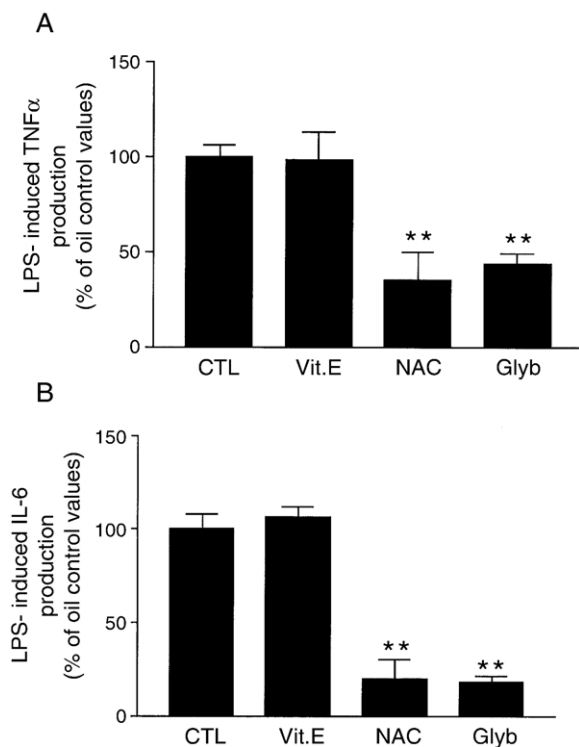 A
LPS- induced TNFα
production
(% of oil control values)
150
100
50
0
**
**
CTL
Vit.E
NAC
Glyb
B
LPS- induced IL-6
production
(% of oil control values)
150
100
50
0
**
**
CTL
Vit.E
NAC
Glyb